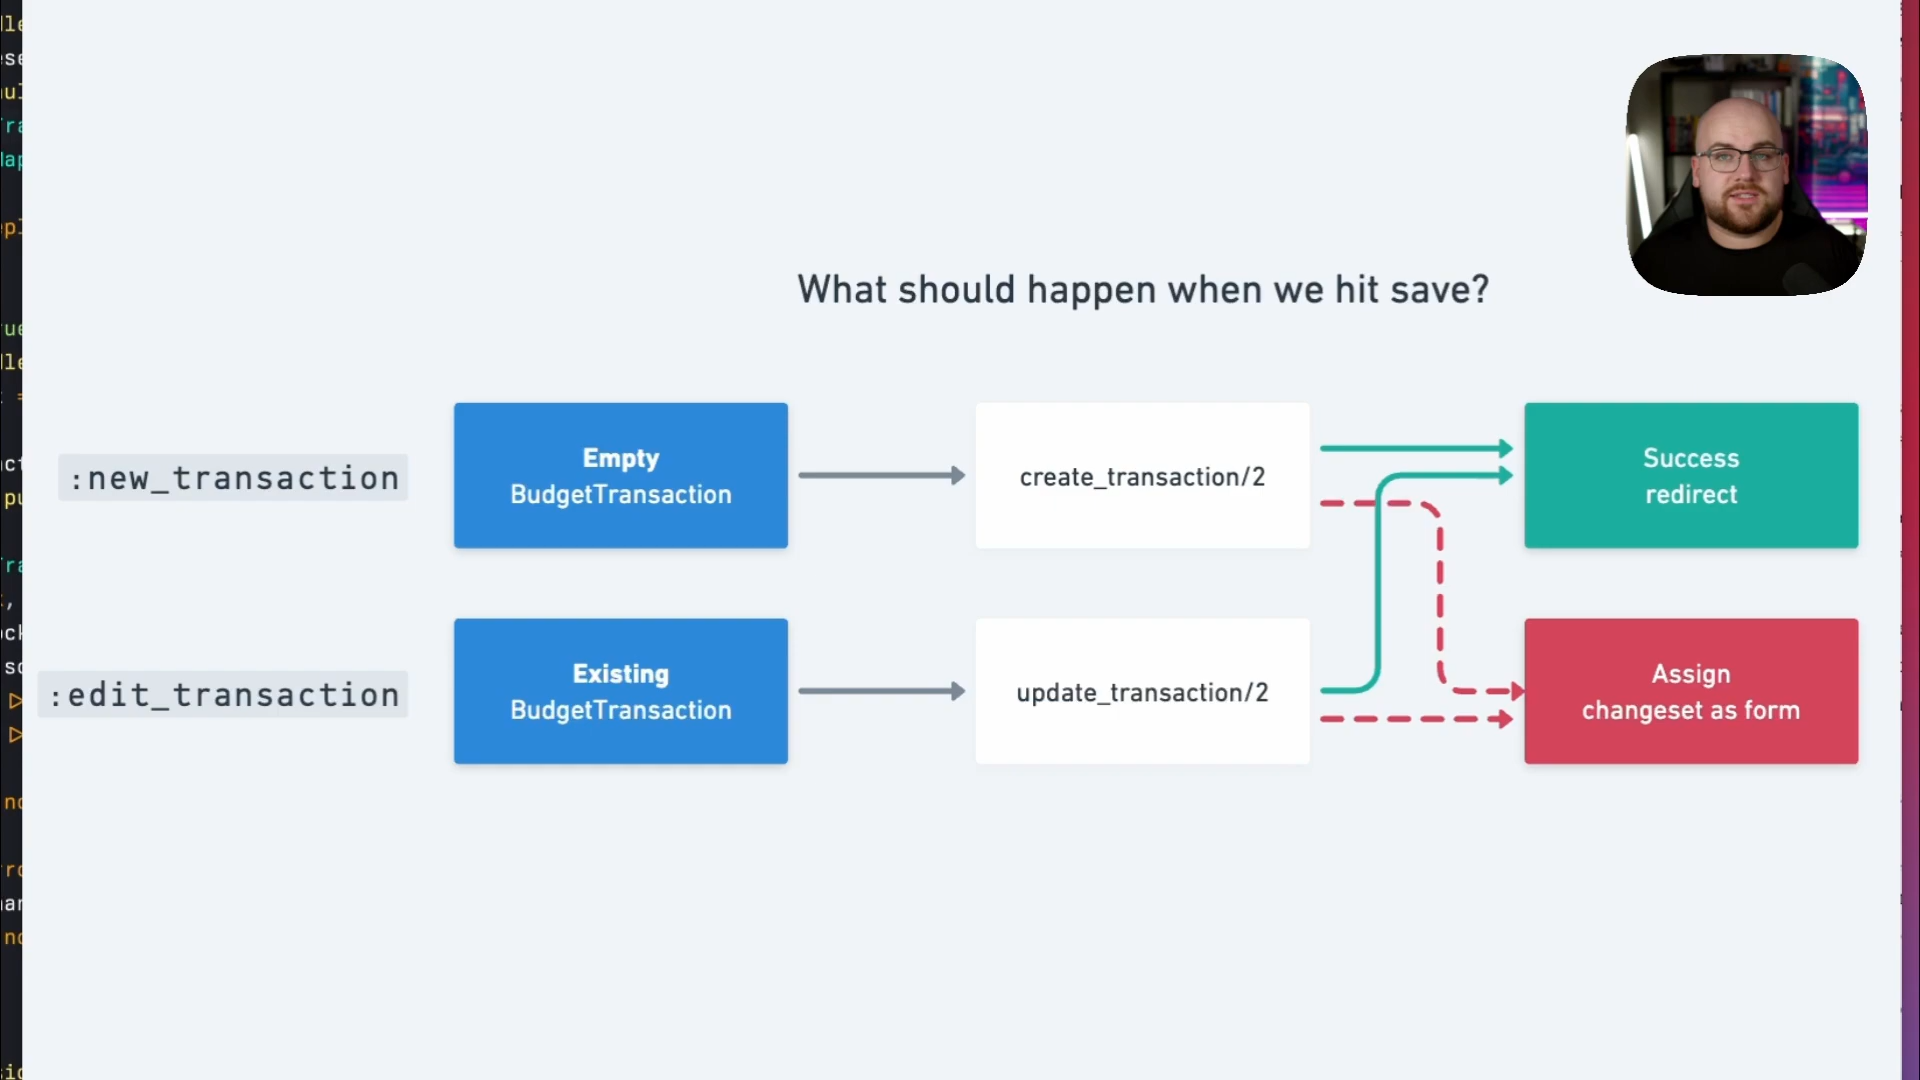 What should happen when we hit save?
:new_transaction
Empty
BudgetTransaction
create_transaction/2
Success
redirect
:edit_transaction
Existing
BudgetTransaction
update_transaction/2
Assign
changeset as form